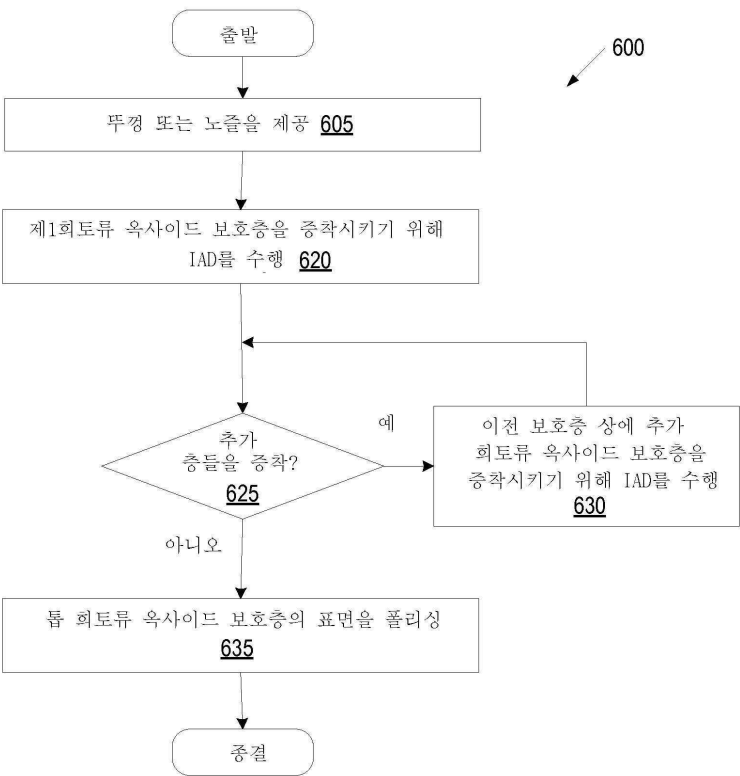 출발
600
뚜껑 또는 노즐을 제공 605
제1희토류 옥사이드 보호층을 증착시키기 위해
IAD를 수행 620
추가
층들을 증착?
625
예
이전 보호층 상에 추가
희토류 옥사이드 보호층을
증착시키기 위해 IAD를 수행
630
아니오
톱 희토류 옥사이드 보호층의 표면을 폴리싱
635
종결